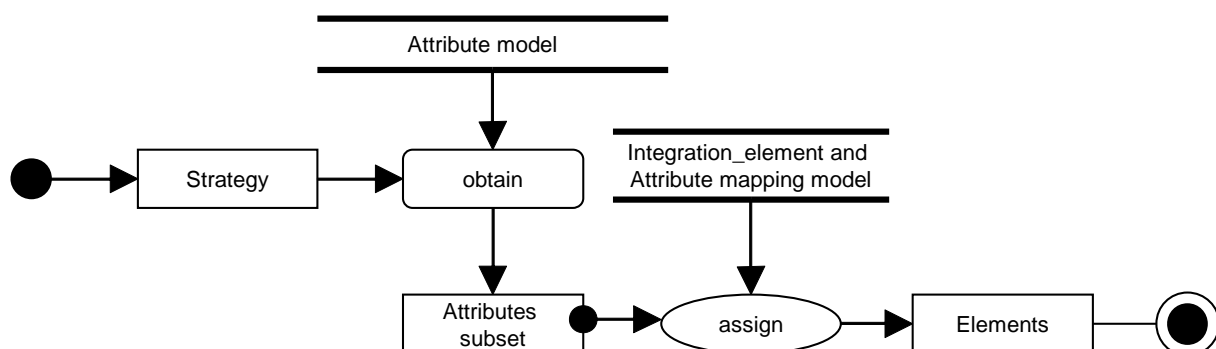 Attribute model
Integration_element and
Attribute mapping model
Strategy
obtain
Attributes
subset
assign
Elements